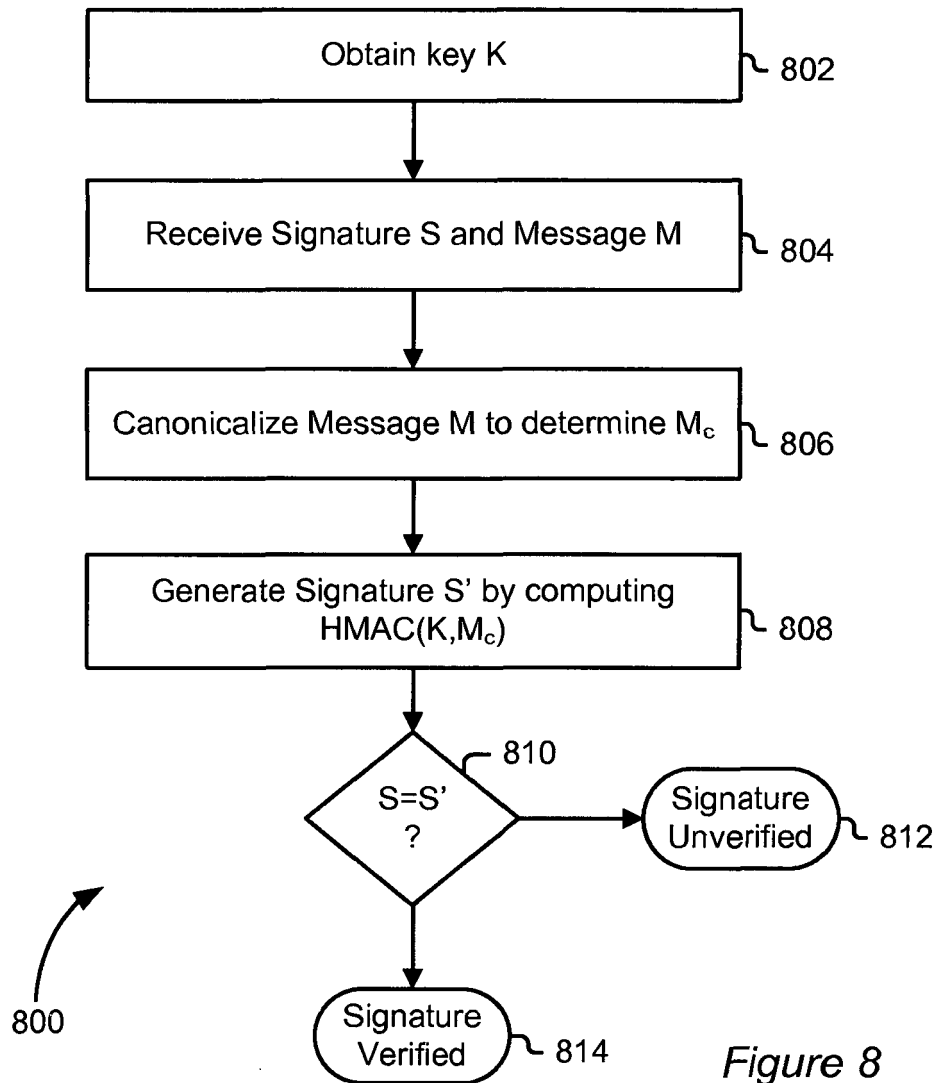 Obtain key K
802
Receive Signature S and Message M
804
Canonicalize Message M to determine Mc
806
Generate Signature S' by computing
HMAC(K,Mc)
808
810
S=S'
?
Signature
Unverified
812
800
Signature
Verified
814
Figure 8